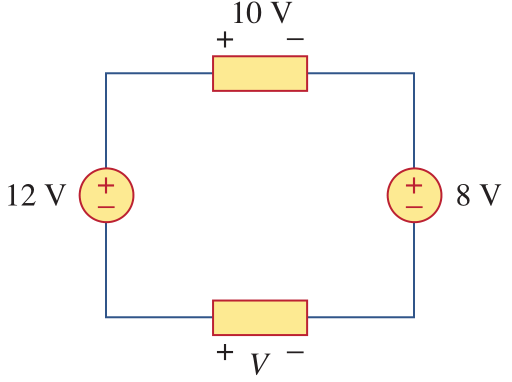 10 V
+ −
12 V + − + − 8 V
+ V −